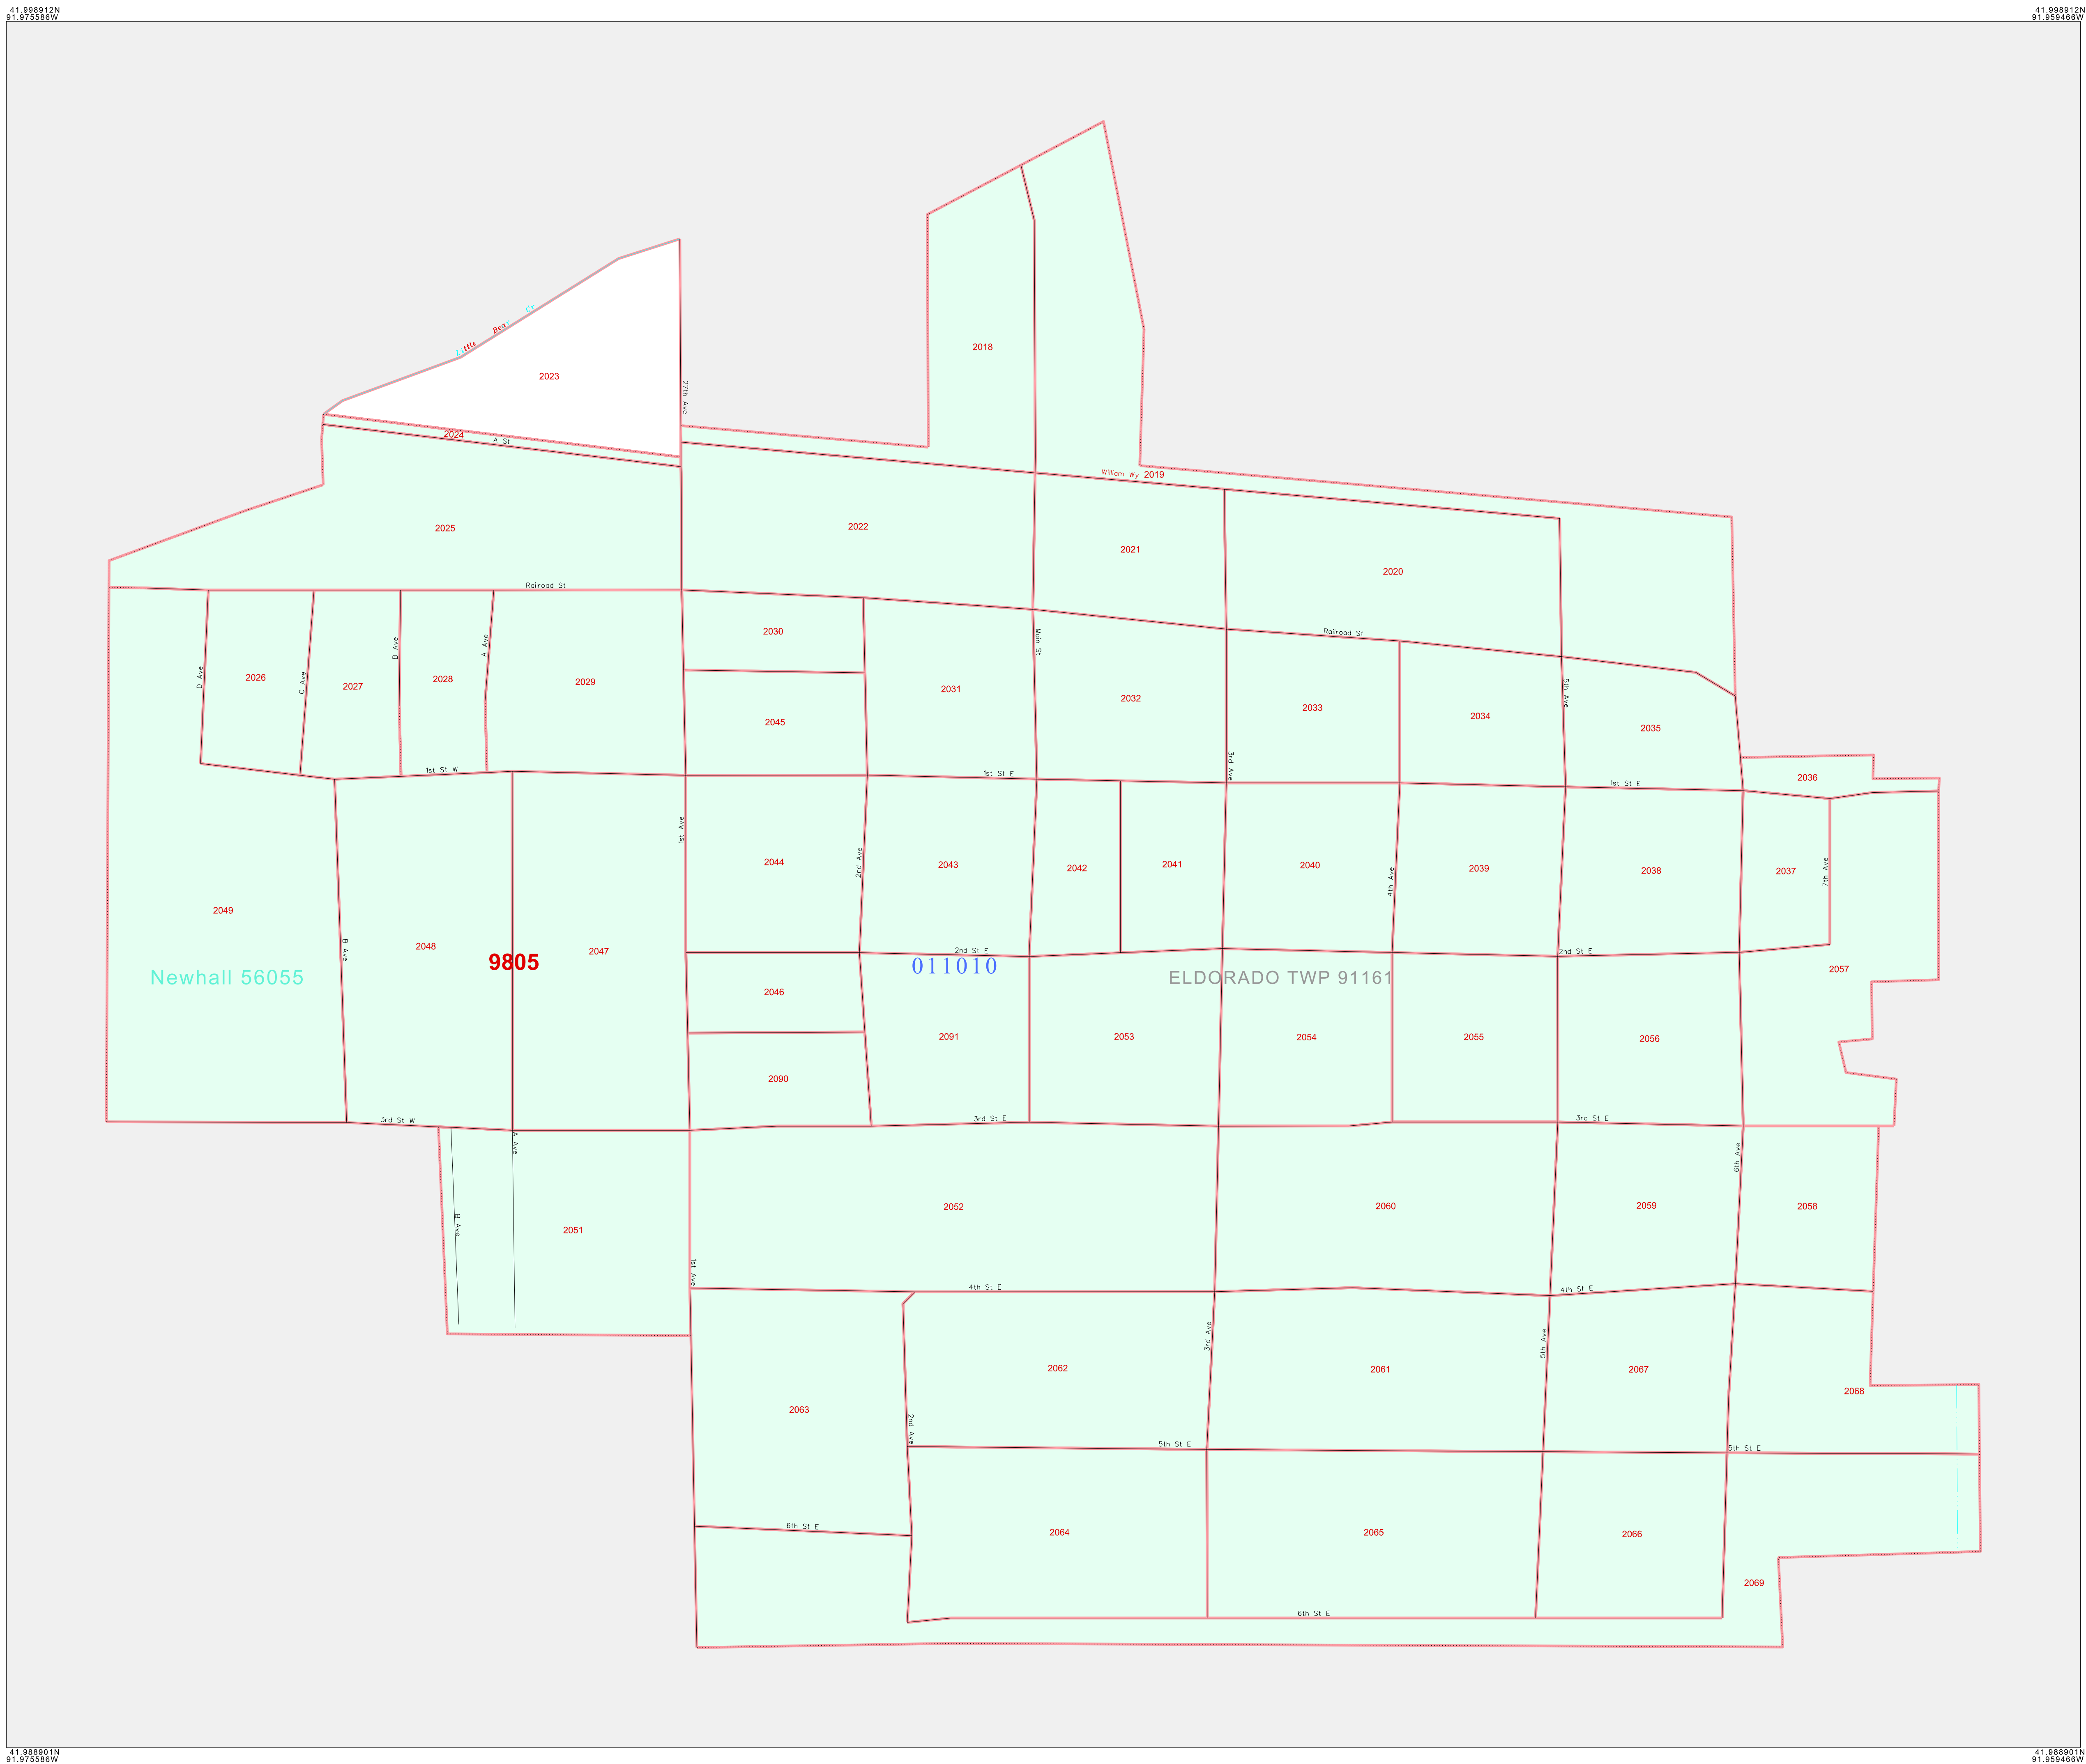 41.998912N
91.975586W
41.998912N
91.959466W
Little Bear Cr
2018
2023
27th Ave
2024
A St
William Wy
2019
2025
2022
2021
2020
Railroad St
2030
Main St
Railroad St
D Ave
2026
C Ave
2027
B Ave
2028
A Ave
2029
2031
2032
2033
2034
5th Ave
2035
2045
3rd Ave
1st St W
1st St E
1st St E
2036
1st Ave
2044
2nd Ave
2043
2042
2041
2040
4th Ave
2039
2038
2037
7th Ave
2049
B Ave
2048
2047
9805
2nd St E
2nd St E
011010
Newhall 56055
ELDORADO TWP 91161
2057
2046
2091
2053
2054
2055
2056
2090
3rd St W
3rd St E
3rd St E
A Ave
6th Ave
B Ave
2051
2052
2060
2059
2058
1st Ave
4th St E
4th St E
3rd Ave
5th Ave
2062
2061
2067
2068
2063
2nd Ave
5th St E
5th St E
6th St E
2064
2065
2066
2069
6th St E
41.988901N
91.975586W
41.988901N
91.959466W